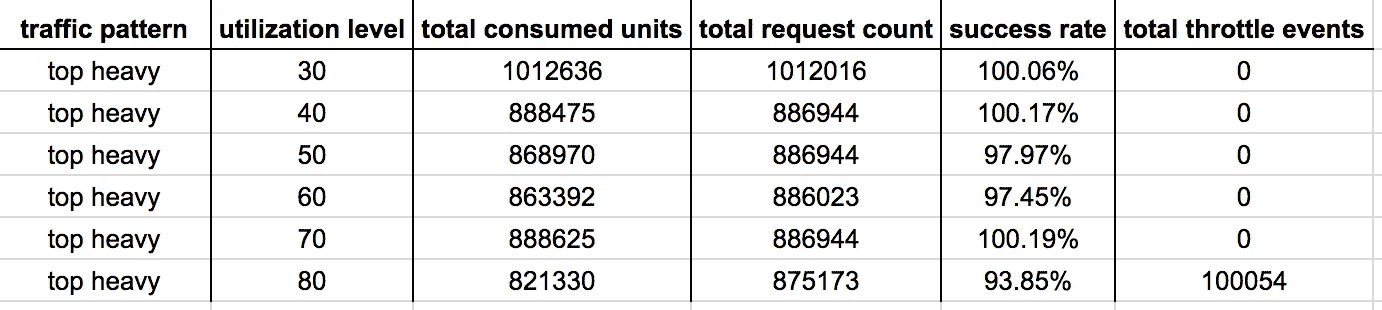 traffic pattern utilization level total consumed units total request count success rate total throttle events
top heavy 30 1012636 1012016 100.06% 0
top heavy 40 888475 886944 100.17% 0
top heavy 50 868970 886944 97.97% 0
top heavy 60 863392 886023 97.45% 0
top heavy 70 888625 886944 100.19% 0
top heavy 80 821330 875173 93.85% 100054